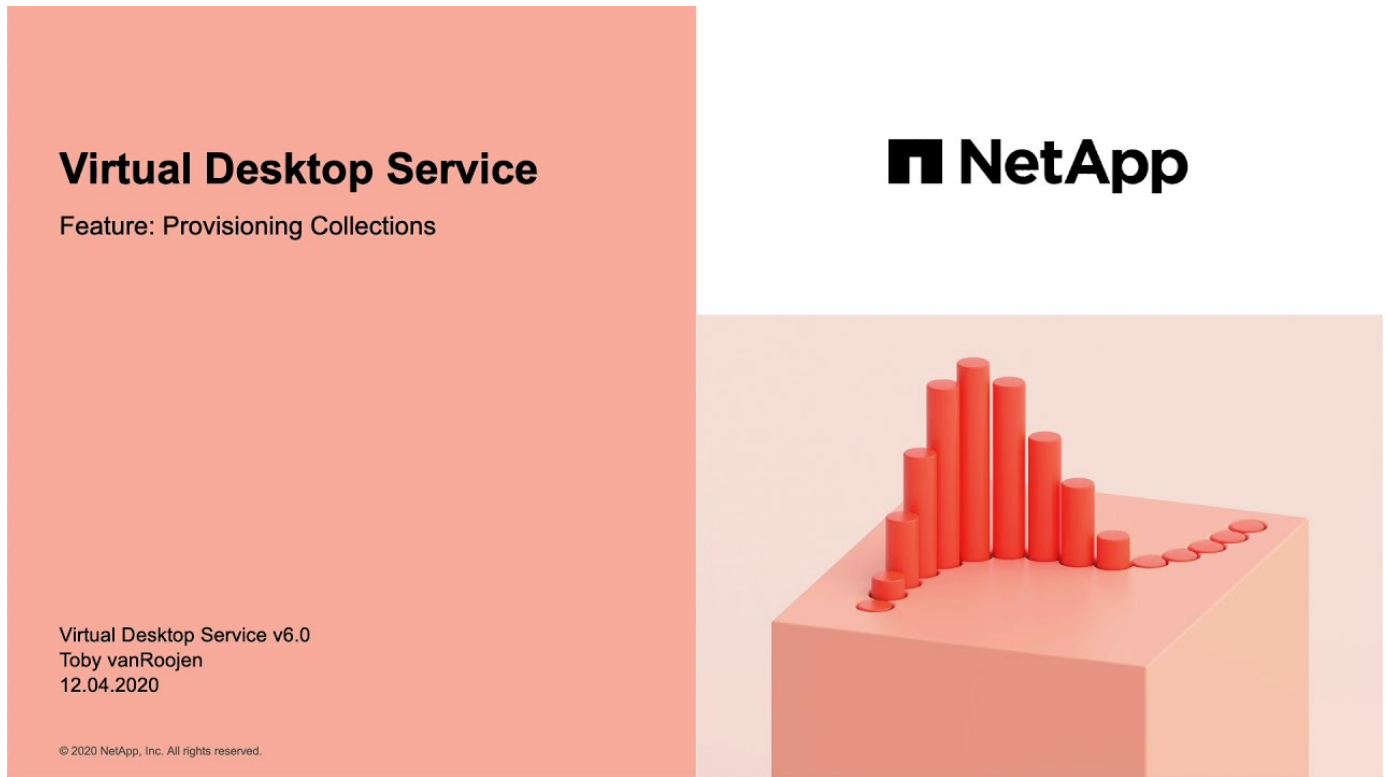 Virtual Desktop Service
Feature: Provisioning Collections
NetApp
Virtual Desktop Service v6.0
Toby vanRoojen
12.04.2020
© 2020 NetApp, Inc. All rights reserved.